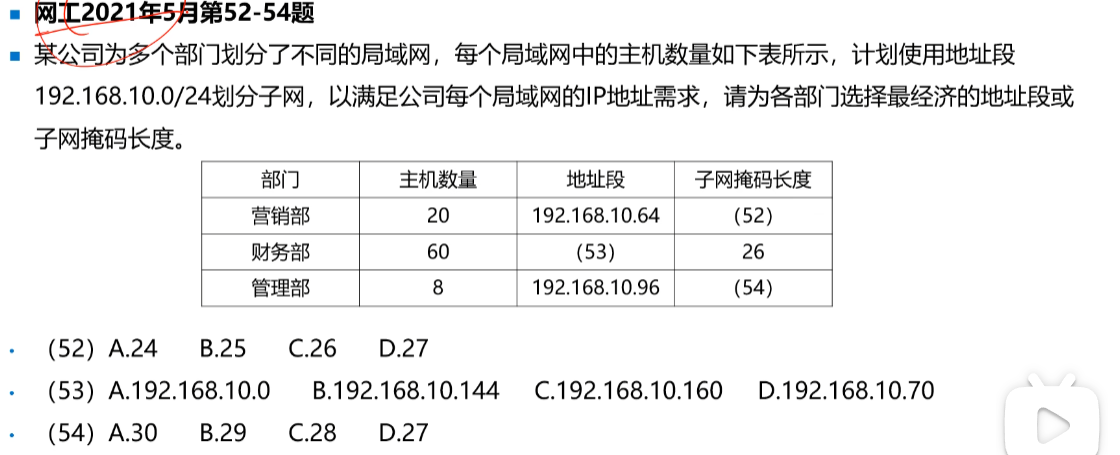 网工2021年5月第52-54题
某公司为多个部门划分了不同的局域网，每个局域网中的主机数量如下表所示，计划使用地址段
192.168.10.0/24划分子网，以满足公司每个局域网的IP地址需求，请为各部门选择最经济的地址段或
子网掩码长度。
部门 主机数量 地址段 子网掩码长度
营销部 20 192.168.10.64 （52）
财务部 60 （53） 26
管理部 8 192.168.10.96 （54）
（52）A.24 B.25 C.26 D.27
（53）A.192.168.10.0 B.192.168.10.144 C.192.168.10.160 D.192.168.10.70
（54）A.30 B.29 C.28 D.27